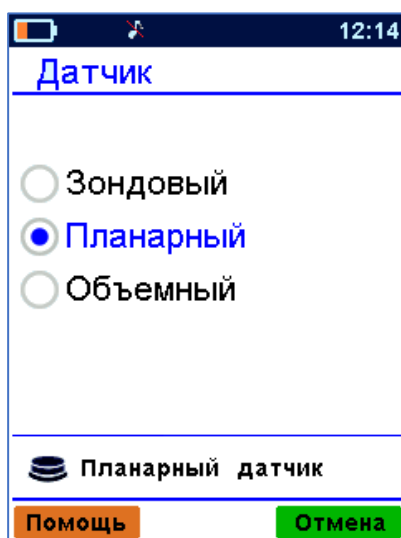 12:14
Датчик
Зондовый
Планарный
Объемный
Планарный датчик
Помощь Отмена